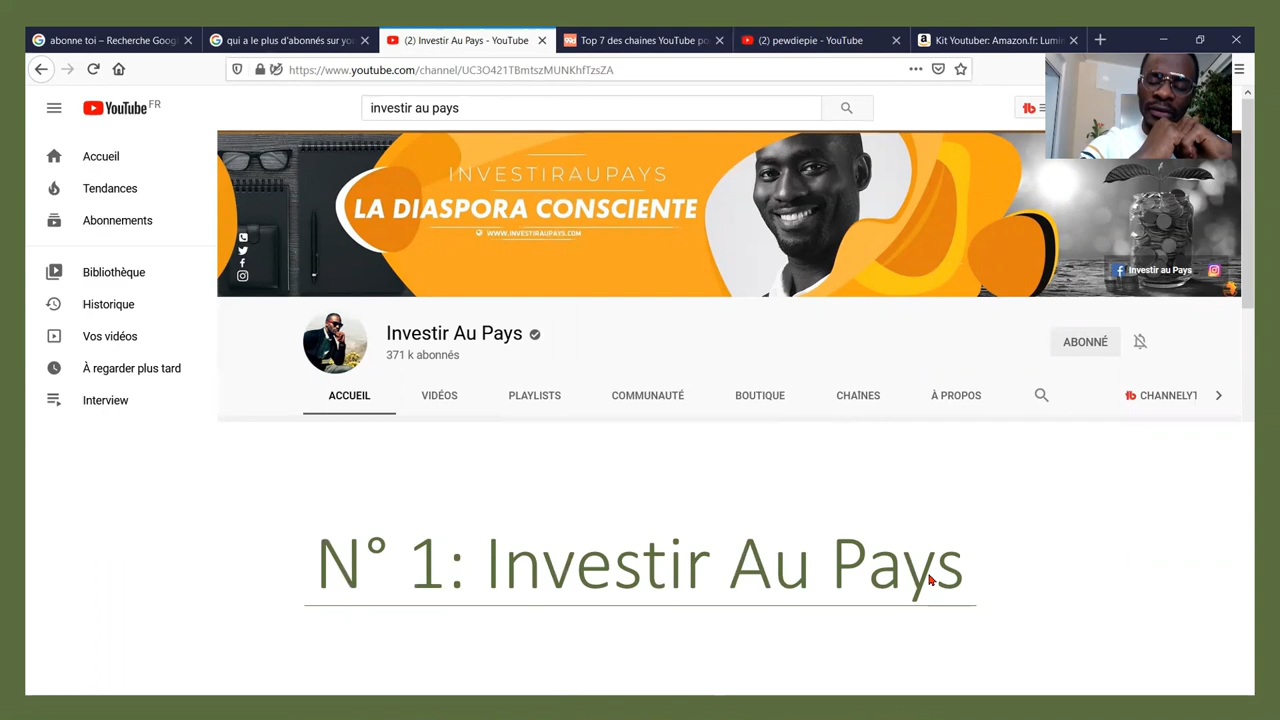 abonne toi – Recherche Goog
qui a le plus d'abonnés sur yo
(2) Investir Au Pays - YouTube
Top 7 des chaines YouTube po
(2) pewdiepie - YouTube
Kit Youtuber: Amazon.fr: Lumi
https://www.youtube.com/channel/UC3O421TBmtszMUNKhfTzsZA
YouTube FR
investir au pays
Accueil
Tendances
Abonnements
Bibliothèque
Historique
Vos vidéos
À regarder plus tard
Interview
INVESTIRAUPAYS
LA DIASPORA CONSCIENTE
WWW.INVESTIRAUPAYS.COM
Investir au Pays
Investir Au Pays
371 k abonnés
ABONNÉ
ACCUEIL
VIDÉOS
PLAYLISTS
COMMUNAUTÉ
BOUTIQUE
CHAÎNES
À PROPOS
CHANNELYT
N° 1: Investir Au Pays